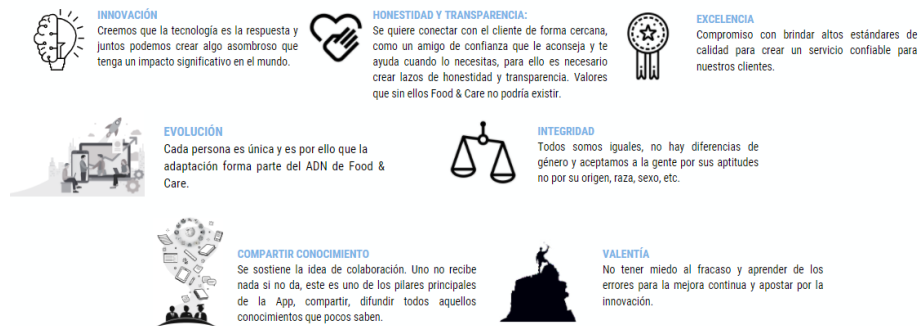 INNOVACIÓN
Creemos que la tecnología es la respuesta y
juntos podemos crear algo asombroso que
tenga un impacto significativo en el mundo.
HONESTIDAD Y TRANSPARENCIA:
Se quiere conectar con el cliente de forma cercana,
como un amigo de confianza que le aconseja y te
ayuda cuando lo necesitas, para ello es necesario
crear lazos de honestidad y transparencia. Valores
que sin ellos Food & Care no podría existir.
EXCELENCIA
Compromiso con brindar altos estándares de
calidad para crear un servicio confiable para
nuestros clientes.
EVOLUCIÓN
Cada persona es única y es por ello que la
adaptación forma parte del ADN de Food &
Care.
INTEGRIDAD
Todos somos iguales, no hay diferencias de
género y aceptamos a la gente por sus aptitudes
no por su origen, raza, sexo, etc.
COMPARTIR CONOCIMIENTO
Se sostiene la idea de colaboración. Uno no recibe
nada si no da, este es uno de los pilares principales
de la App, compartir, difundir todos aquellos
conocimientos que pocos saben.
VALENTÍA
No tener miedo al fracaso y aprender de los
errores para la mejora continua y apostar por la
innovación.